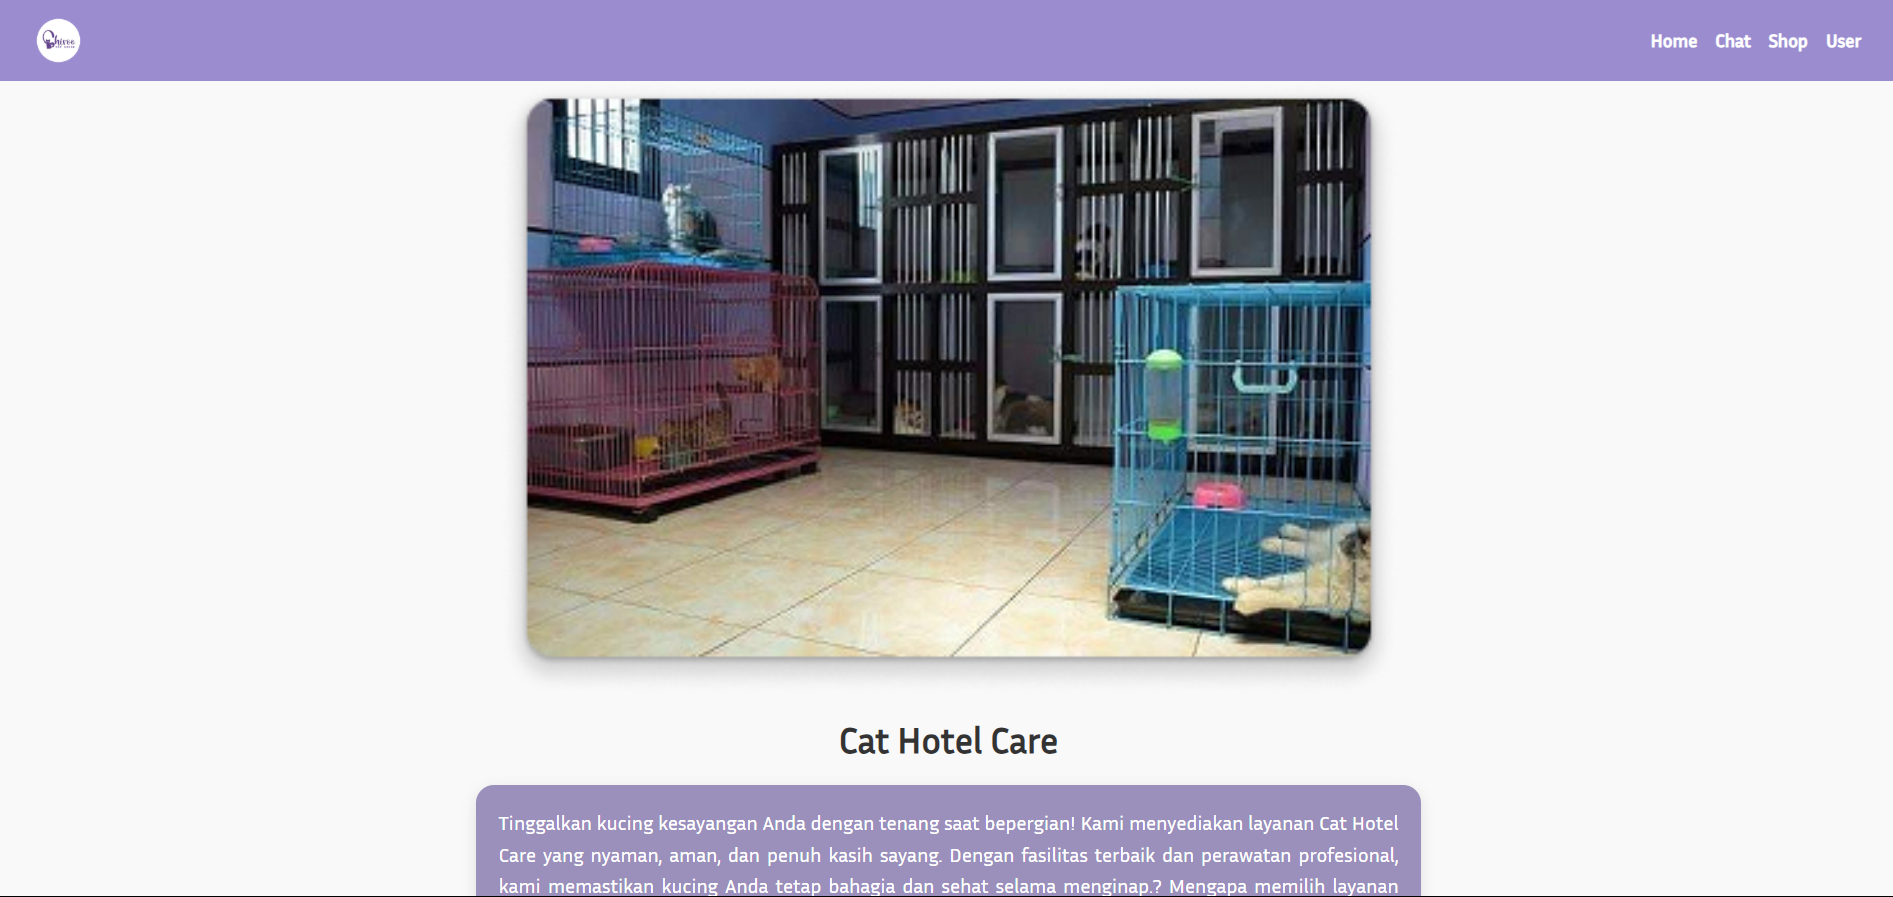 Chivoe
Home Chat Shop User
Cat Hotel Care
Tinggalkan kucing kesayangan Anda dengan tenang saat bepergian! Kami menyediakan layanan Cat Hotel
Care yang nyaman, aman, dan penuh kasih sayang. Dengan fasilitas terbaik dan perawatan profesional,
kami memastikan kucing Anda tetap bahagia dan sehat selama menginap.? Mengapa memilih layanan